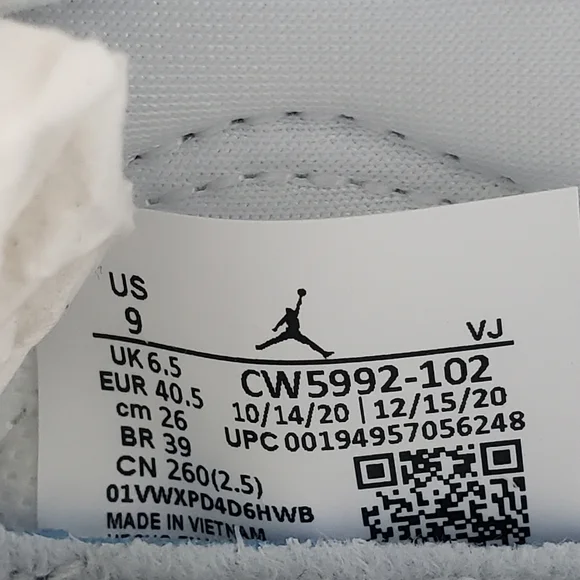 US
9
VJ
UK 6.5
EUR 40.5
cm 26
BR 39
CN 260(2.5)
01VWXPD4D6HWB
MADE IN VIETNAM
CW5992-102
10/14/20 | 12/15/20
UPC 00194957056248